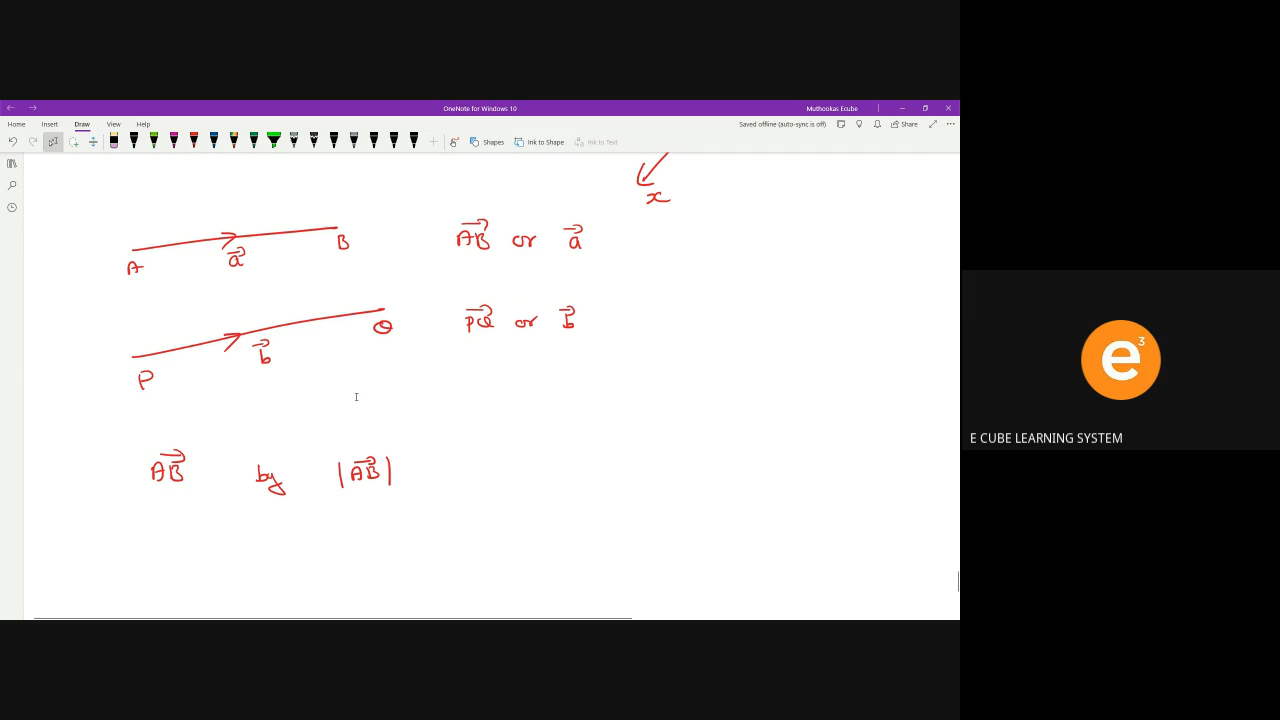 OneNote for Windows 10
Muthookas Ecube
Home Insert Draw View Help
Saved offline (auto-sync is off)
Share
Shapes
Ink to Shape
Ink to Text
x
A a⃗ B
AB⃗ or a⃗
P b⃗ Q
PQ⃗ or b⃗
AB⃗ by |AB⃗|
e³
E CUBE LEARNING SYSTEM